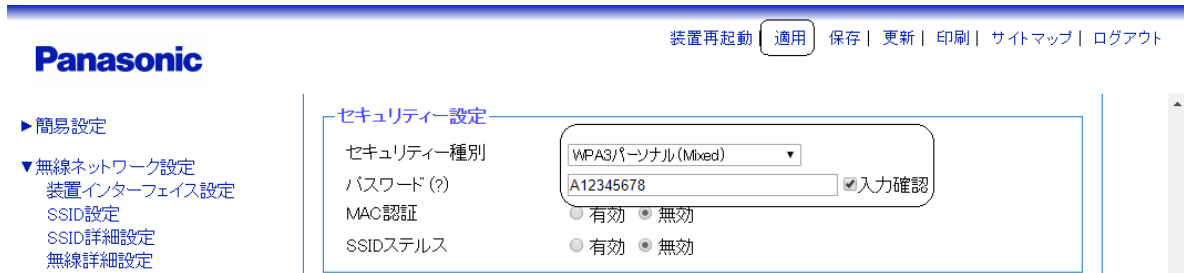 装置再起動 | 適用 | 保存 | 更新 | 印刷 | サイトマップ | ログアウト
Panasonic
▶簡易設定
▼無線ネットワーク設定
装置インターフェイス設定
SSID設定
SSID詳細設定
無線詳細設定
セキュリティー設定
セキュリティー種別 WPA3パーソナル(Mixed) ▼
パスワード(?) A12345678 入力確認
MAC認証 有効 無効
SSIDステルス 有効 無効